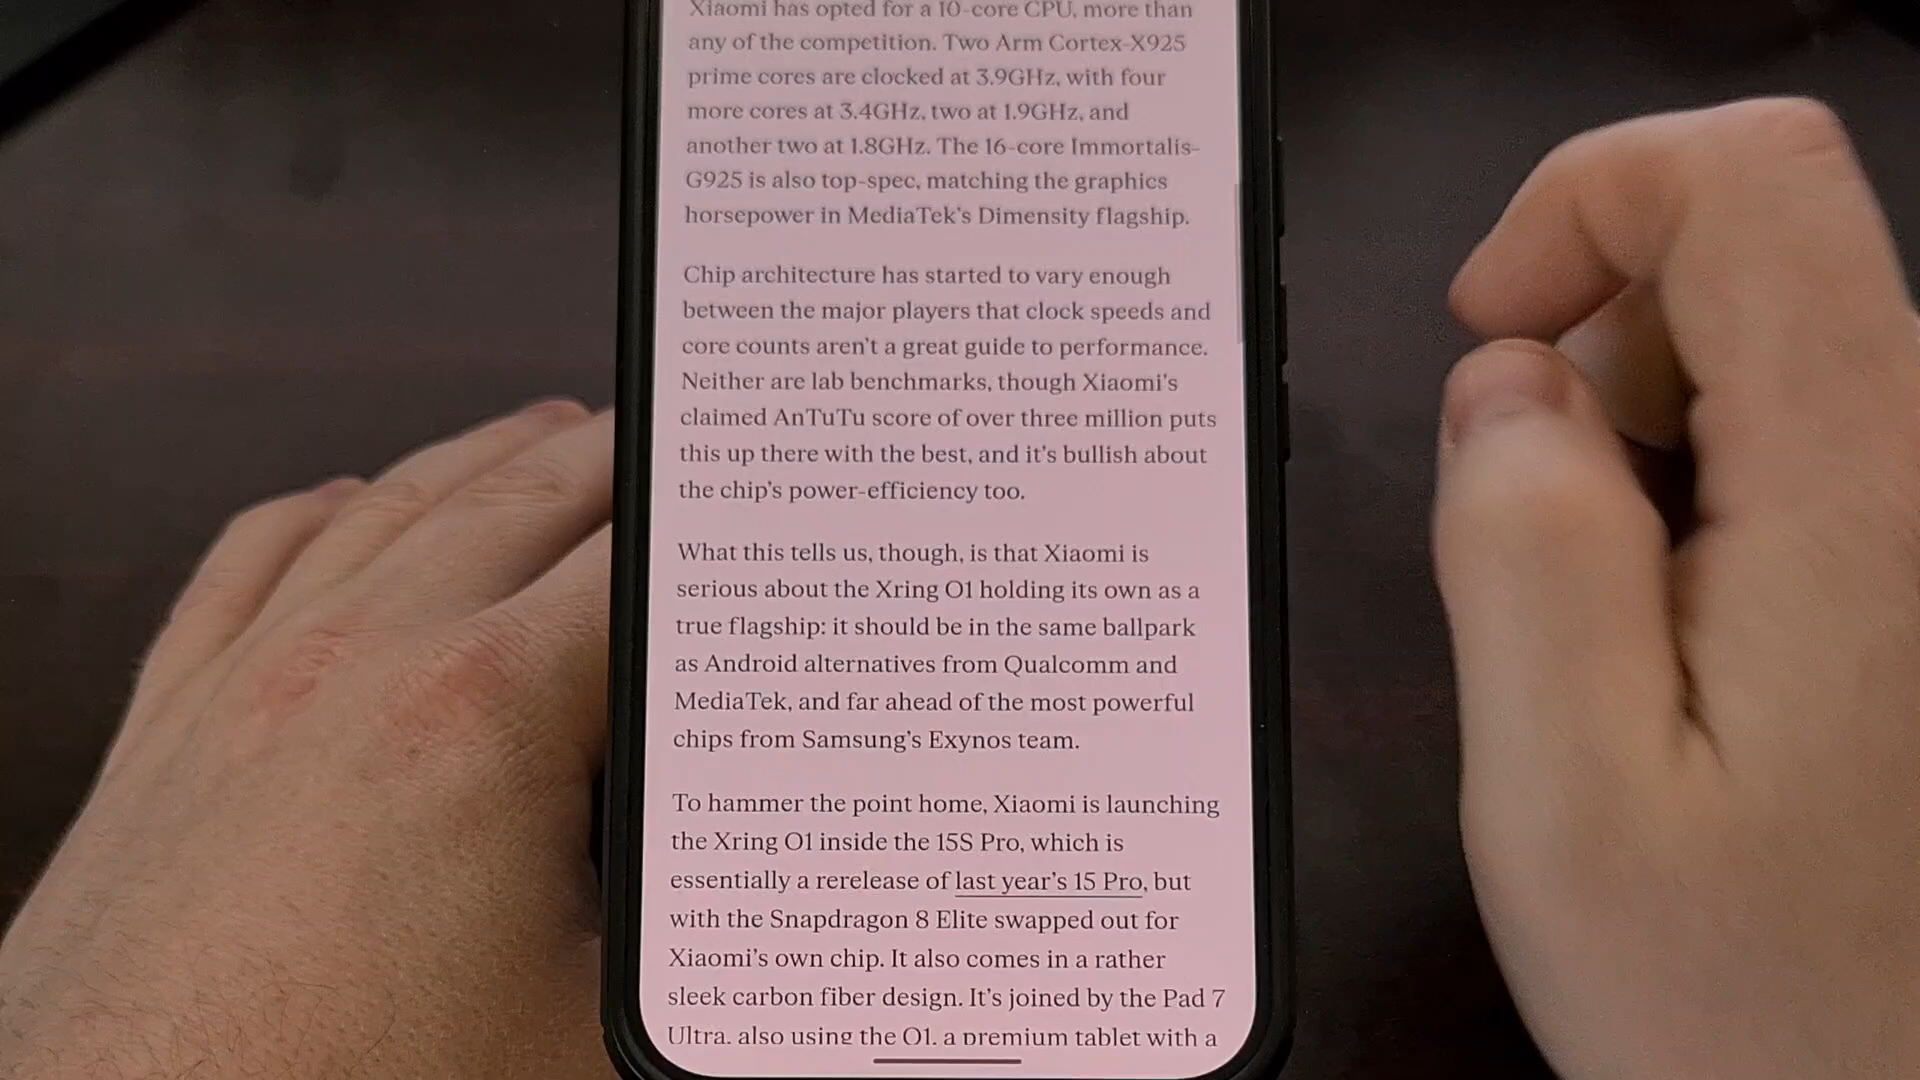 Xiaomi has opted for a 10-core CPU, more than
any of the competition. Two Arm Cortex-X925
prime cores are clocked at 3.9GHz, with four
more cores at 3.4GHz, two at 1.9GHz, and
another two at 1.8GHz. The 16-core Immortalis-
G925 is also top-spec, matching the graphics
horsepower in MediaTek's Dimensity flagship.
Chip architecture has started to vary enough
between the major players that clock speeds and
core counts aren't a great guide to performance.
Neither are lab benchmarks, though Xiaomi's
claimed AnTuTu score of over three million puts
this up there with the best, and it's bullish about
the chip's power-efficiency too.
What this tells us, though, is that Xiaomi is
serious about the Xring O1 holding its own as a
true flagship: it should be in the same ballpark
as Android alternatives from Qualcomm and
MediaTek, and far ahead of the most powerful
chips from Samsung's Exynos team.
To hammer the point home, Xiaomi is launching
the Xring O1 inside the 15S Pro, which is
essentially a rerelease of last year's 15 Pro, but
with the Snapdragon 8 Elite swapped out for
Xiaomi's own chip. It also comes in a rather
sleek carbon fiber design. It's joined by the Pad 7
Ultra, also using the O1, a premium tablet with a